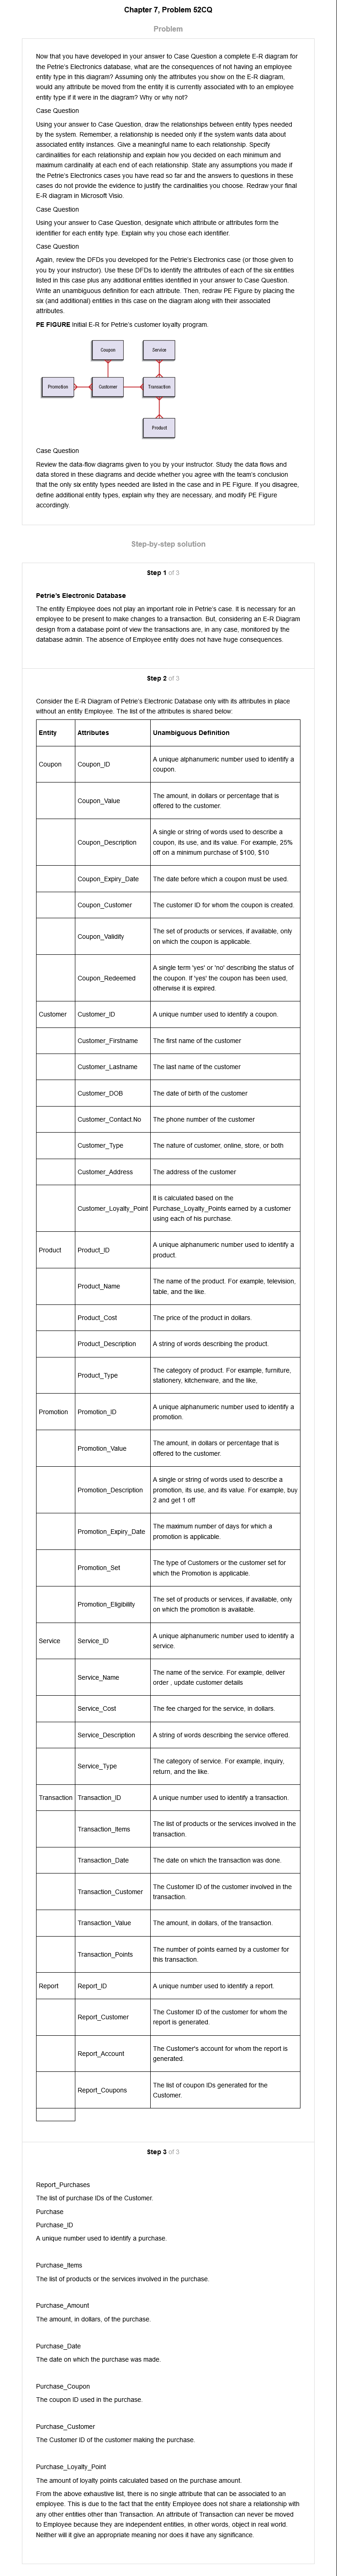 Chapter 7, Problem 52CQ
Problem
Now that you have developed in your answer to Case Question a complete E-R diagram for
the Petrie's Electronics database, what are the consequences of not having an employee
entity type in this diagram? Assuming only the attributes you show on the E-R diagram,
would any attribute be moved from the entity it is currently associated with to an employee
entity type if it were in the diagram? Why or why not?
Case Question
Using your answer to Case Question, draw the relationships between entity types needed
by the system. Remember, a relationship is needed only if the system wants data about
associated entity instances. Give a meaningful name to each relationship. Specify
cardinalities for each relationship and explain how you decided on each minimum and
maximum cardinality at each end of each relationship. State any assumptions you made if
the Petrie's Electronics cases you have read so far and the answers to questions in these
cases do not provide the evidence to justify the cardinalities you choose. Redraw your final
E-R diagram in Microsoft Visio.
Case Question
Using your answer to Case Question, designate which attribute or attributes form the
identifier for each entity type. Explain why you chose each identifier.
Case Question
Again, review the DFDs you developed for the Petrie's Electronics case (or those given to
you by your instructor). Use these DFDs to identify the attributes of each of the six entities
listed in this case plus any additional entities identified in your answer to Case Question.
Write an unambiguous definition for each attribute. Then, redraw PE Figure by placing the
six (and additional) entities in this case on the diagram along with their associated
attributes.
PE FIGURE Initial E-R for Petrie's customer loyalty program.
Coupon
Service
Promotion
Customer
Transaction
Product
Case Question
Review the data-flow diagrams given to you by your instructor. Study the data flows and
data stored in these diagrams and decide whether you agree with the team's conclusion
that the only six entity types needed are listed in the case and in PE Figure. If you disagree,
define additional entity types, explain why they are necessary, and modify PE Figure
accordingly.
Step-by-step solution
Step 1 of 3
Petrie's Electronic Database
The entity Employee does not play an important role in Petrie's case. It is necessary for an
employee to be present to make changes to a transaction. But, considering an E-R Diagram
design from a database point of view the transactions are, in any case, monitored by the
database admin. The absence of Employee entity does not have huge consequences.
Step 2 of 3
Consider the E-R Diagram of Petrie's Electronic Database only with its attributes in place
without an entity Employee. The list of the attributes is shared below:
Entity Attributes Unambiguous Definition
Coupon Coupon_ID A unique alphanumeric number used to identify a
coupon.
Coupon_Value The amount, in dollars or percentage that is
offered to the customer.
Coupon_Description A single or string of words used to describe a
coupon, its use, and its value. For example, 25%
off on a minimum purchase of $100, $10
Coupon_Expiry_Date The date before which a coupon must be used.
Coupon_Customer The customer ID for whom the coupon is created.
Coupon_Validity The set of products or services, if available, only
on which the coupon is applicable.
Coupon_Redeemed A single term 'yes' or 'no' describing the status of
the coupon. If 'yes' the coupon has been used,
otherwise it is expired.
Customer Customer_ID A unique number used to identify a coupon.
Customer_Firstname The first name of the customer
Customer_Lastname The last name of the customer
Customer_DOB The date of birth of the customer
Customer_Contact.No The phone number of the customer
Customer_Type The nature of customer, online, store, or both
Customer_Address The address of the customer
Customer_Loyalty_Point It is calculated based on the
Purchase_Loyalty_Points earned by a customer
using each of his purchase.
Product Product_ID A unique alphanumeric number used to identify a
product.
Product_Name The name of the product. For example, television,
table, and the like.
Product_Cost The price of the product in dollars.
Product_Description A string of words describing the product.
Product_Type The category of product. For example, furniture,
stationery, kitchenware, and the like,
Promotion Promotion_ID A unique alphanumeric number used to identify a
promotion.
Promotion_Value The amount, in dollars or percentage that is
offered to the customer.
Promotion_Description A single or string of words used to describe a
promotion, its use, and its value. For example, buy
2 and get 1 off
Promotion_Expiry_Date The maximum number of days for which a
promotion is applicable.
Promotion_Set The type of Customers or the customer set for
which the Promotion is applicable.
Promotion_Eligibility The set of products or services, if available, only
on which the promotion is available.
Service Service_ID A unique alphanumeric number used to identify a
service.
Service_Name The name of the service. For example, deliver
order , update customer details
Service_Cost The fee charged for the service, in dollars.
Service_Description A string of words describing the service offered.
Service_Type The category of service. For example, inquiry,
return, and the like.
Transaction Transaction_ID A unique number used to identify a transaction.
Transaction_Items The list of products or the services involved in the
transaction.
Transaction_Date The date on which the transaction was done.
Transaction_Customer The Customer ID of the customer involved in the
transaction.
Transaction_Value The amount, in dollars, of the transaction.
Transaction_Points The number of points earned by a customer for
this transaction.
Report Report_ID A unique number used to identify a report.
Report_Customer The Customer ID of the customer for whom the
report is generated.
Report_Account The Customer's account for whom the report is
generated.
Report_Coupons The list of coupon IDs generated for the
Customer.
Step 3 of 3
Report_Purchases
The list of purchase IDs of the Customer.
Purchase
Purchase_ID
A unique number used to identify a purchase.
Purchase_Items
The list of products or the services involved in the purchase.
Purchase_Amount
The amount, in dollars, of the purchase.
Purchase_Date
The date on which the purchase was made.
Purchase_Coupon
The coupon ID used in the purchase.
Purchase_Customer
The Customer ID of the customer making the purchase.
Purchase_Loyalty_Point
The amount of loyalty points calculated based on the purchase amount.
From the above exhaustive list, there is no single attribute that can be associated to an
employee. This is due to the fact that the entity Employee does not share a relationship with
any other entities other than Transaction. An attribute of Transaction can never be moved
to Employee because they are independent entities, in other words, object in real world.
Neither will it give an appropriate meaning nor does it have any significance.